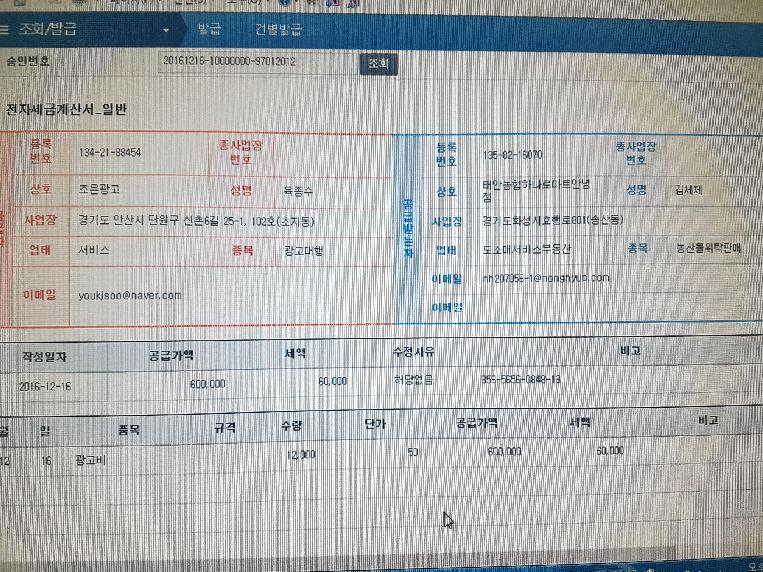 조회/발급 발급 건별발급
승인번호 20161216-10000000-97012012 조회
전자세금계산서_일반
등록번호 134-21-88454 종사업장번호
상호 조은광고 성명 육종수
사업장 경기도 안산시 단원구 신촌6길 25-1, 102호(초지동)
업태 서비스 종목 광고대행
이메일 youkjsoo@naver.com
공급받는자
등록번호 135-82-16070 종사업장번호
상호 태안농협하나로마트안녕점 성명 김세제
사업장 경기도화성시효행로801(송산동)
업태 도소매서비스부동산 종목 농산물위탁판매
이메일 nh207056-1@nonghyup.com
이메일
작성일자 공급가액 세액 수정사유 비고
2016-12-16 600,000 60,000 해당없음 356-5656-0848-13
월 일 품목 규격 수량 단가 공급가액 세액 비고
12 16 광고비 12,000 50 600,000 60,000